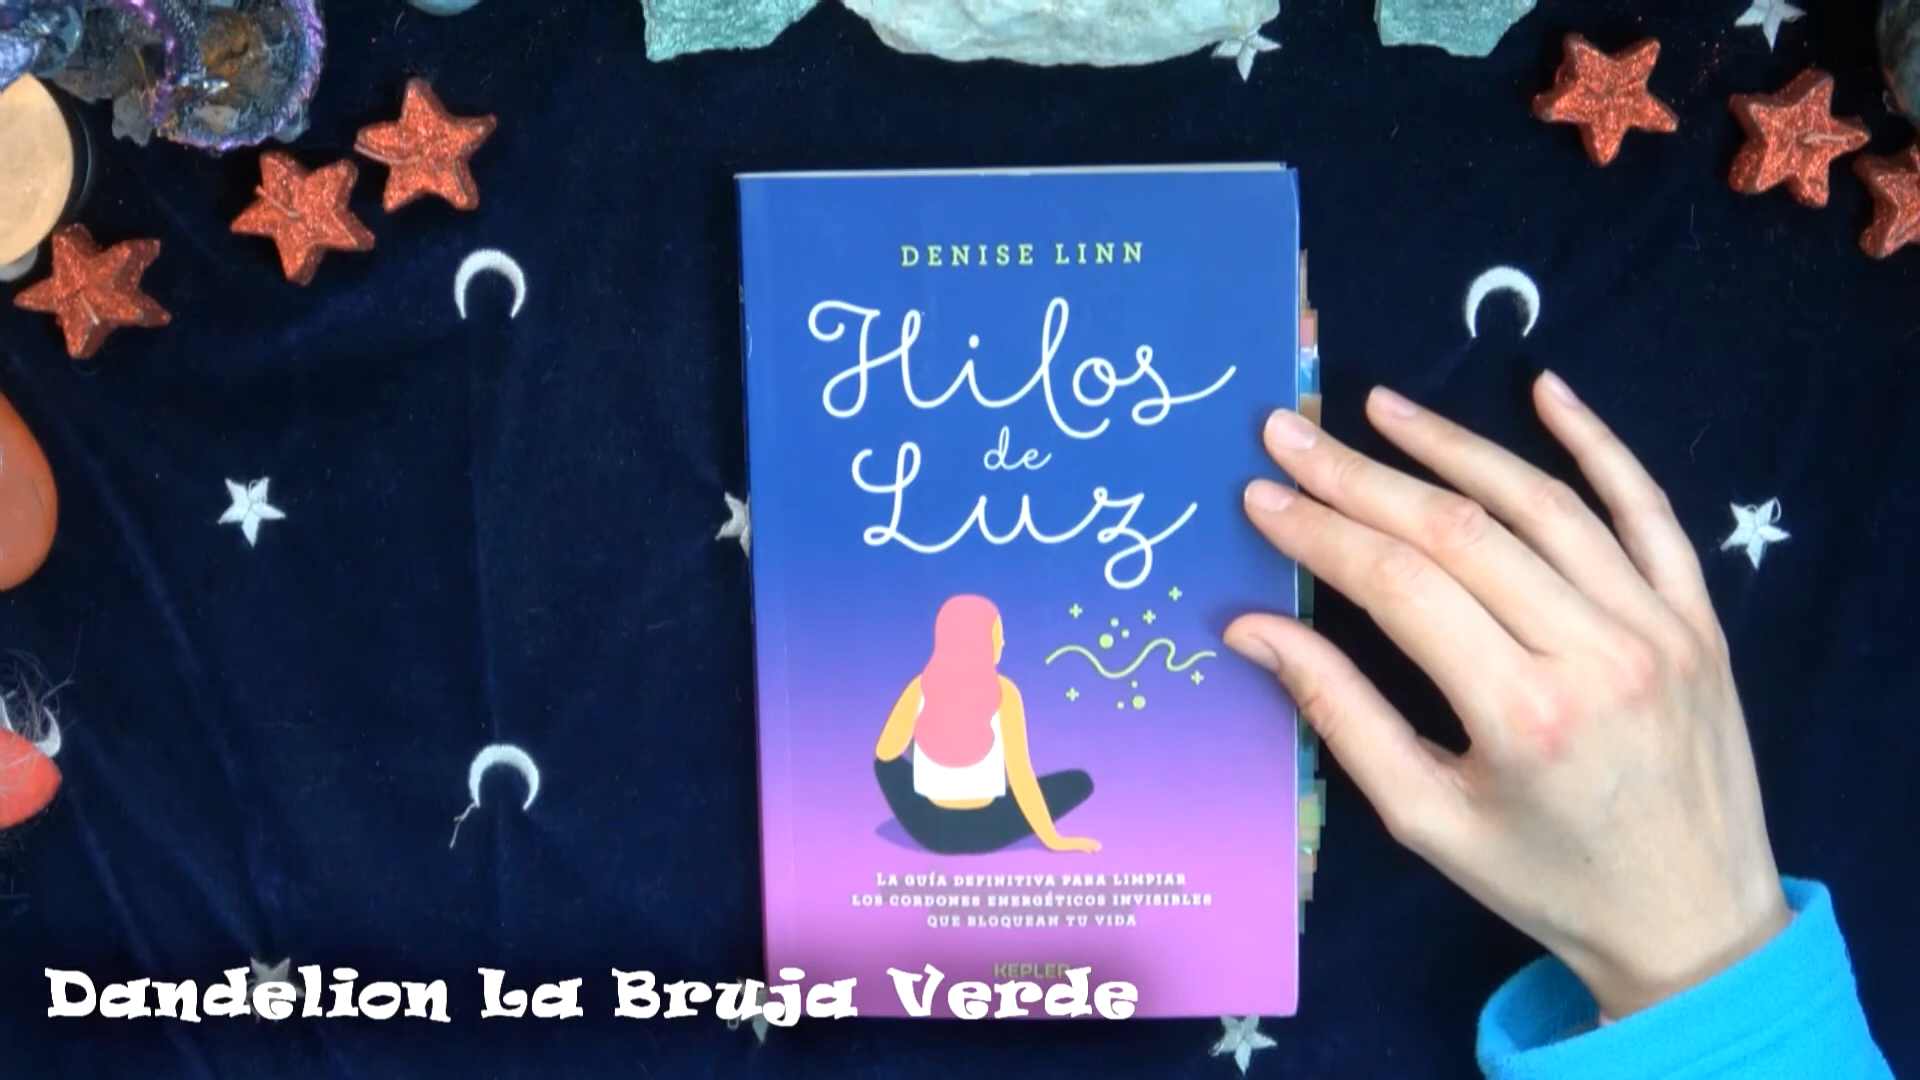 DENISE LINN
Hilos
de
Luz
LA GUÍA DEFINITIVA PARA LIMPIAR
LOS CORDONES ENERGÉTICOS INVISIBLES
QUE BLOQUEAN TU VIDA
KEPLER
Dandelion La Bruja Verde